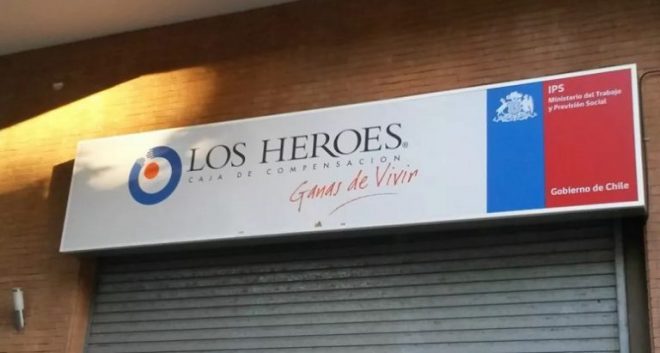 LOS HEROES®
CAJA DE COMPENSACION
Ganas de Vivir
IPS
Ministerio del Trabajo
y Previsión Social
Gobierno de Chile